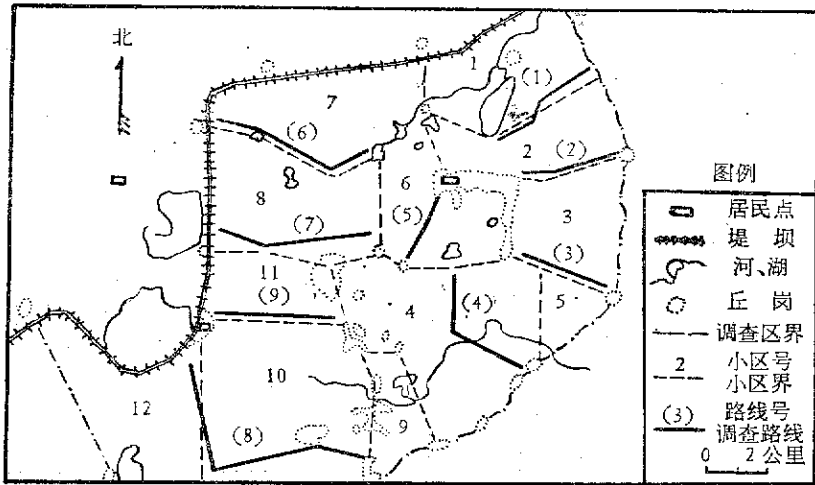 北
1
(1)
7
(6)
2
(2)
6
8
(5)
3
(7)
(3)
11
(9)
4
(4)
5
10
12
(8)
9
图例
居民点
堤坝
河、湖
丘岗
调查区界
2 小区号
小区界
(3) 路线号
调查路线
0 2 公里